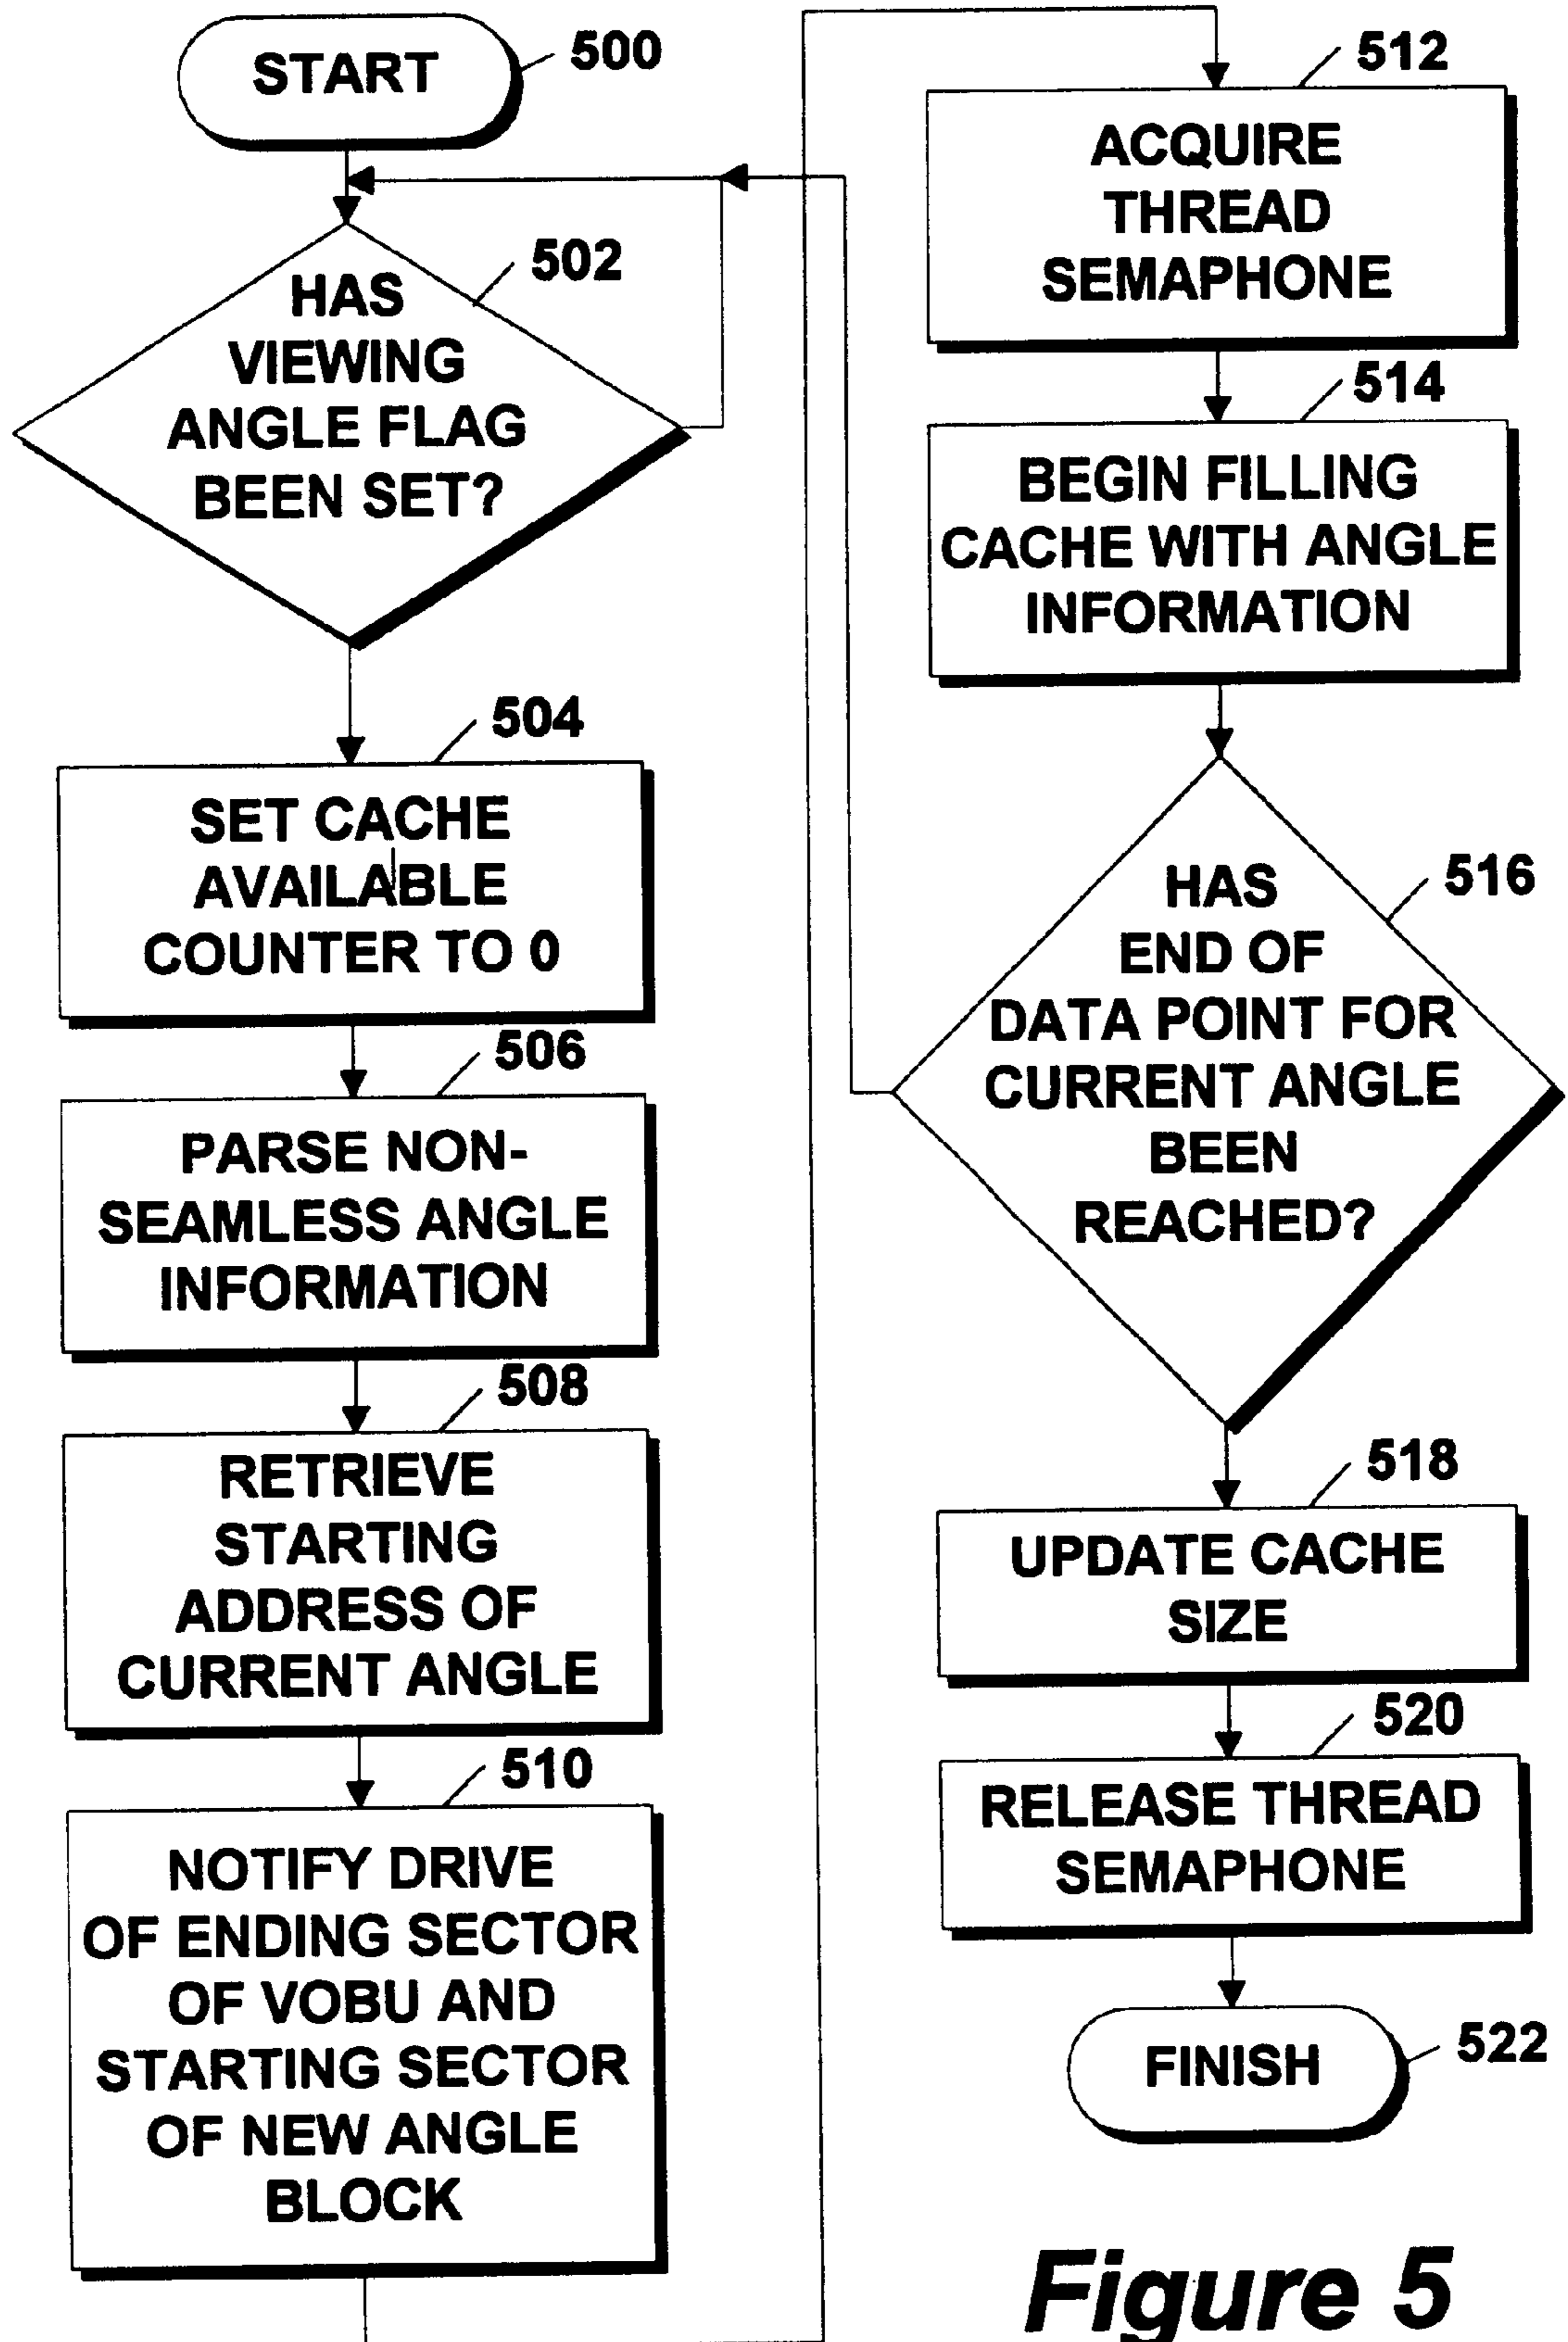 START
500
HAS
VIEWING
ANGLE FLAG
BEEN SET?
502
504
SET CACHE
AVAILABLE
COUNTER TO 0
506
PARSE NON-
SEAMLESS ANGLE
INFORMATION
508
RETRIEVE
STARTING
ADDRESS OF
CURRENT ANGLE
510
NOTIFY DRIVE
OF ENDING SECTOR
OF VOBU AND
STARTING SECTOR
OF NEW ANGLE
BLOCK
512
ACQUIRE
THREAD
SEMAPHONE
514
BEGIN FILLING
CACHE WITH ANGLE
INFORMATION
516
HAS
END OF
DATA POINT FOR
CURRENT ANGLE
BEEN
REACHED?
518
UPDATE CACHE
SIZE
520
RELEASE THREAD
SEMAPHONE
FINISH
522
Figure 5